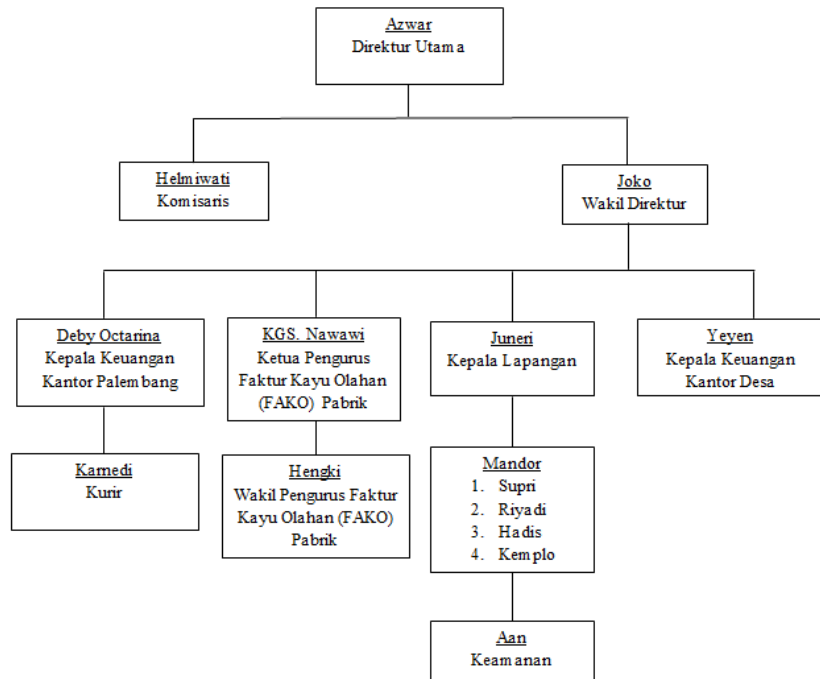 Azwar
Direktur Utama
Helmiwati
Komisaris
Joko
Wakil Direktur
Deby Octarina
Kepala Keuangan
Kantor Palembang
KGS. Nawawi
Ketua Pengurus
Faktur Kayu Olahan
(FAKO) Pabrik
Juneri
Kepala Lapangan
Yeyen
Kepala Keuangan
Kantor Desa
Karnedi
Kurir
Hengki
Wakil Pengurus Faktur
Kayu Olahan (FAKO)
Pabrik
Mandor
1. Supri
2. Riyadi
3. Hadis
4. Kemplo
Aan
Keamanan